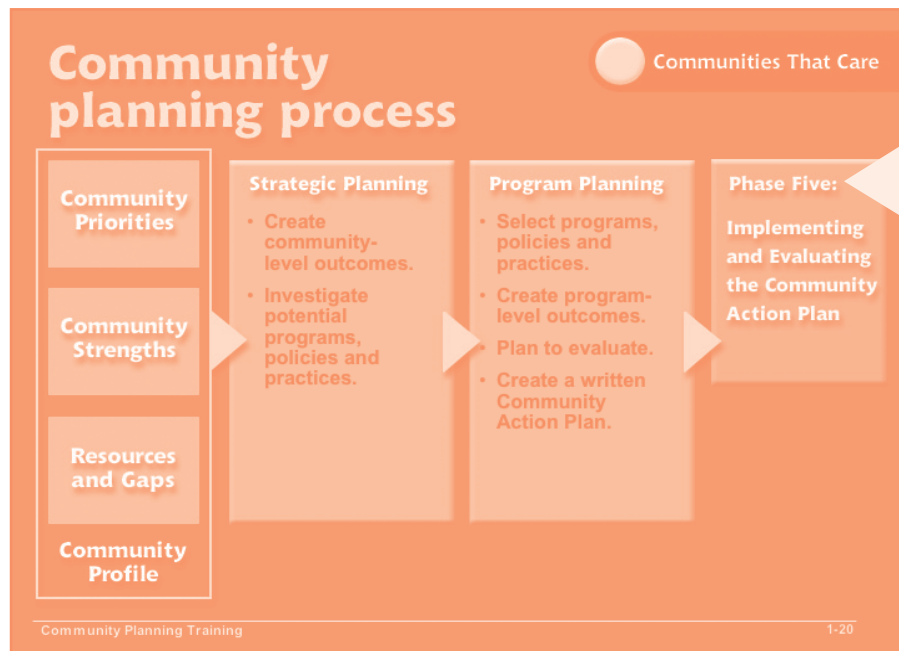 Community
planning process
Communities That Care
Community
Priorities
Community
Strengths
Resources
and Gaps
Community
Profile
Strategic Planning
• Create
community-
level outcomes.
• Investigate
potential
programs,
policies and
practices.
Program Planning
• Select programs,
policies and
practices.
• Create program-
level outcomes.
• Plan to evaluate.
• Create a written
Community
Action Plan.
Phase Five:
Implementing
and Evaluating
the Community
Action Plan
Community Planning Training
1-20